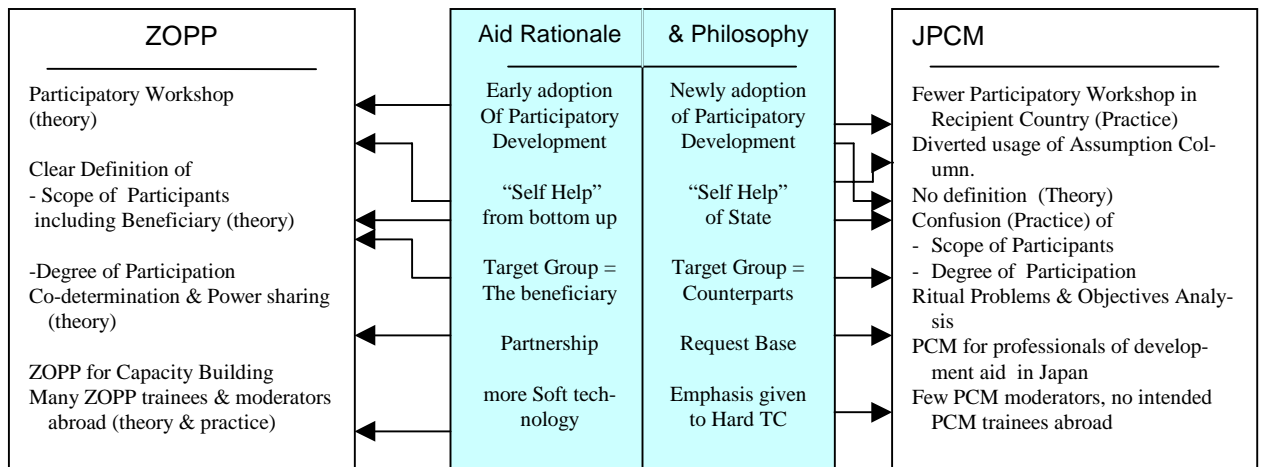 ZOPP
Participatory Workshop
(theory)
Clear Definition of
- Scope of Participants
including Beneficiary (theory)
-Degree of Participation
Co-determination & Power sharing
(theory)
ZOPP for Capacity Building
Many ZOPP trainees & moderators
abroad (theory & practice)
Aid Rationale
Early adoption
Of Participatory
Development
“Self Help”
from bottom up
Target Group =
The beneficiary
Partnership
more Soft tech-
nology
& Philosophy
Newly adoption
of Participatory
Development
“Self Help”
of State
Target Group =
Counterparts
Request Base
Emphasis given
to Hard TC
JPCM
Fewer Participatory Workshop in
Recipient Country (Practice)
Diverted usage of Assumption Col-
umn.
No definition (Theory)
Confusion (Practice) of
- Scope of Participants
- Degree of Participation
Ritual Problems & Objectives Analy-
sis
PCM for professionals of develop-
ment aid in Japan
Few PCM moderators, no intended
PCM trainees abroad